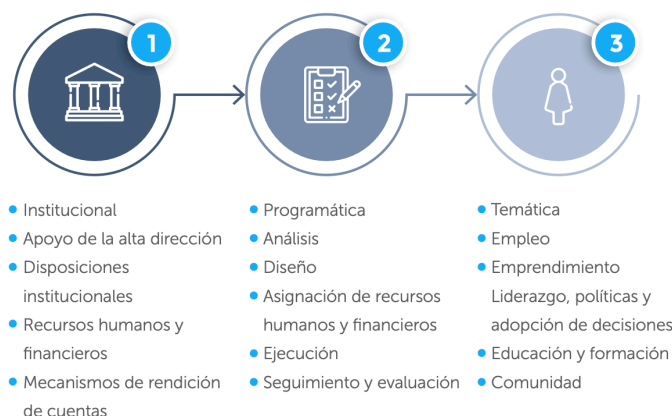 1
2
3
Institucional
Apoyo de la alta dirección
Disposiciones
institucionales
Recursos humanos y
financieros
Mecanismos de rendición
de cuentas
Programática
Análisis
Diseño
Asignación de recursos
humanos y financieros
Ejecución
Seguimiento y evaluación
Temática
Empleo
Emprendimiento
Liderazgo, políticas y
adopción de decisiones
Educación y formación
Comunidad